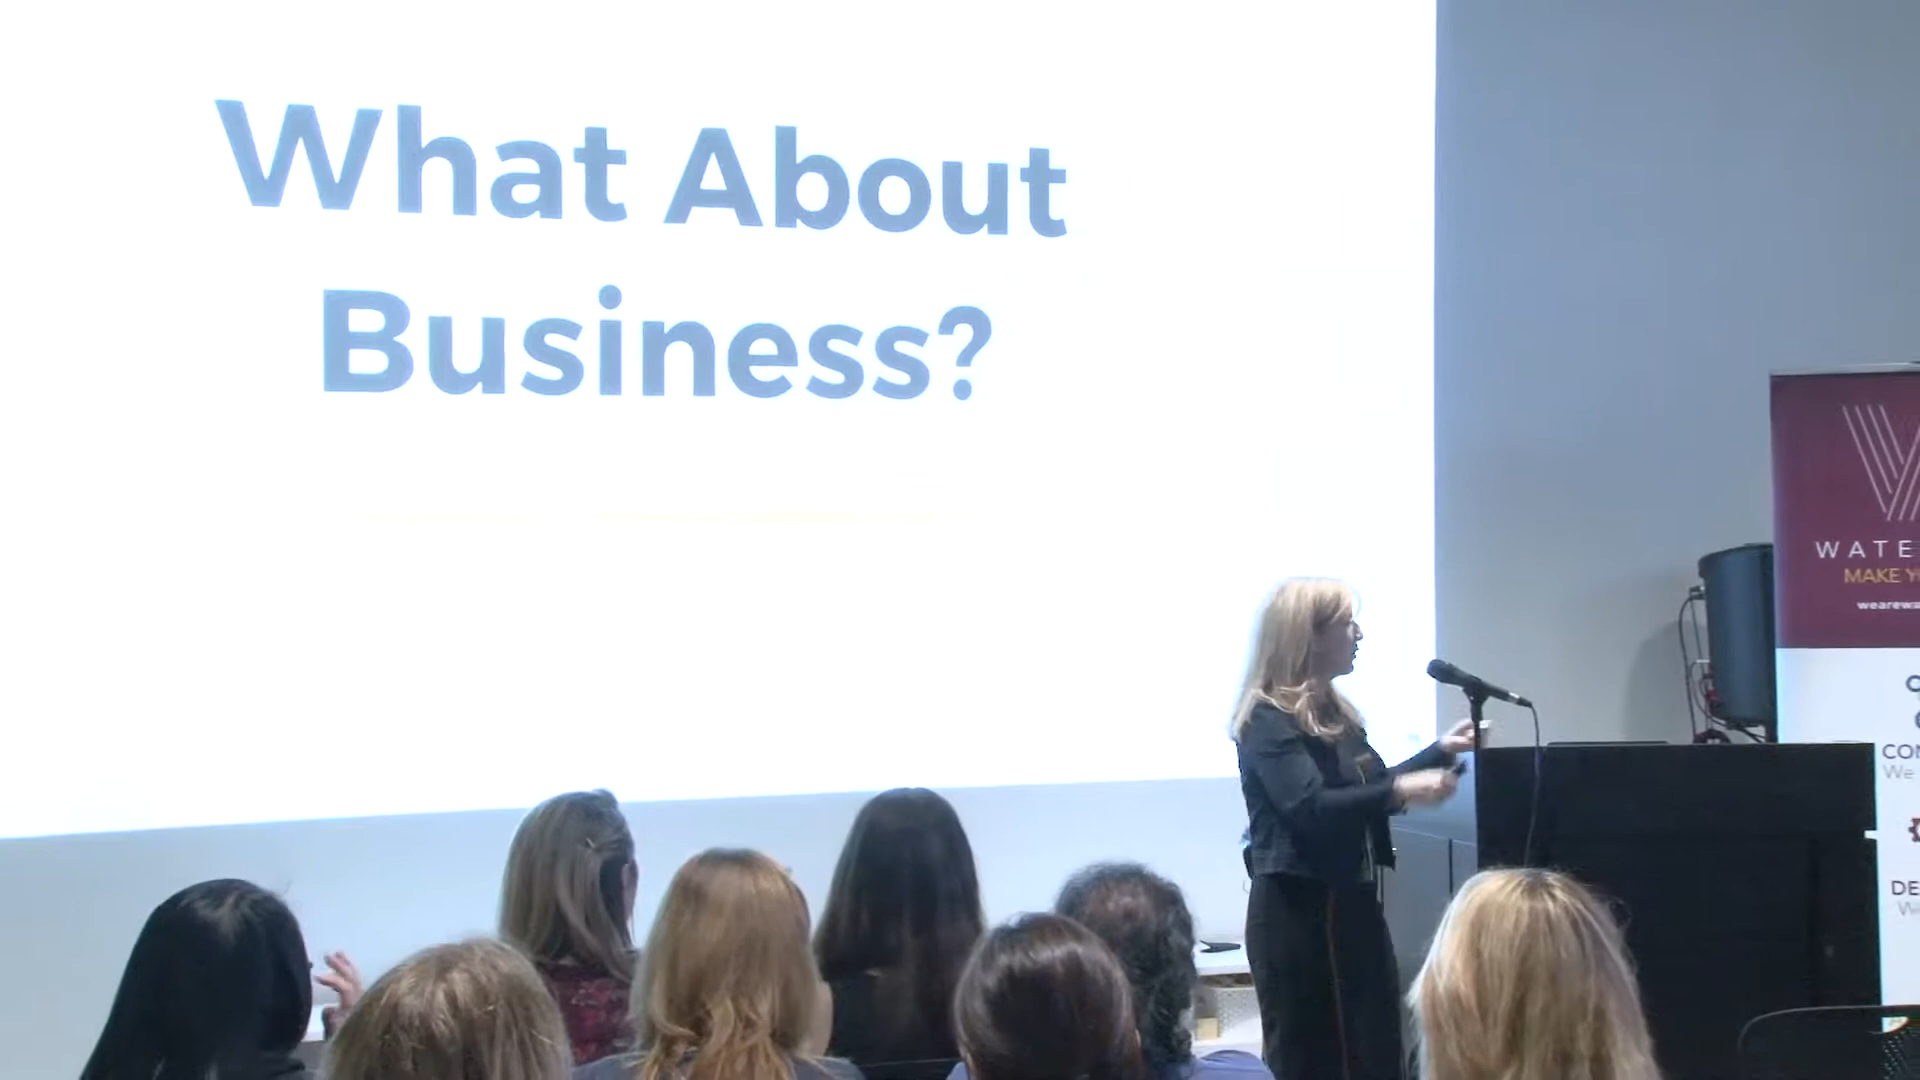 What About
Business?
WATE
MAKE Y
wearewa
CON
We
DE